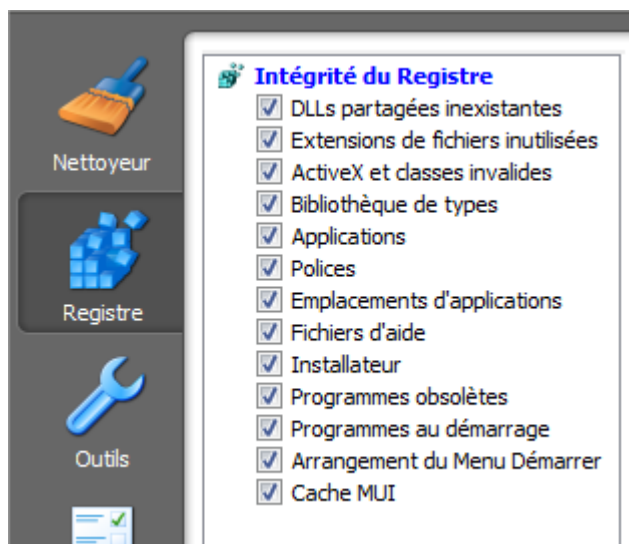 Nettoyeur
Registre
Outils
Intégrité du Registre
DLLs partagées inexistantes
Extensions de fichiers inutilisées
ActiveX et classes invalides
Bibliothèque de types
Applications
Polices
Emplacements d'applications
Fichiers d'aide
Installateur
Programmes obsolètes
Programmes au démarrage
Arrangement du Menu Démarrer
Cache MUI